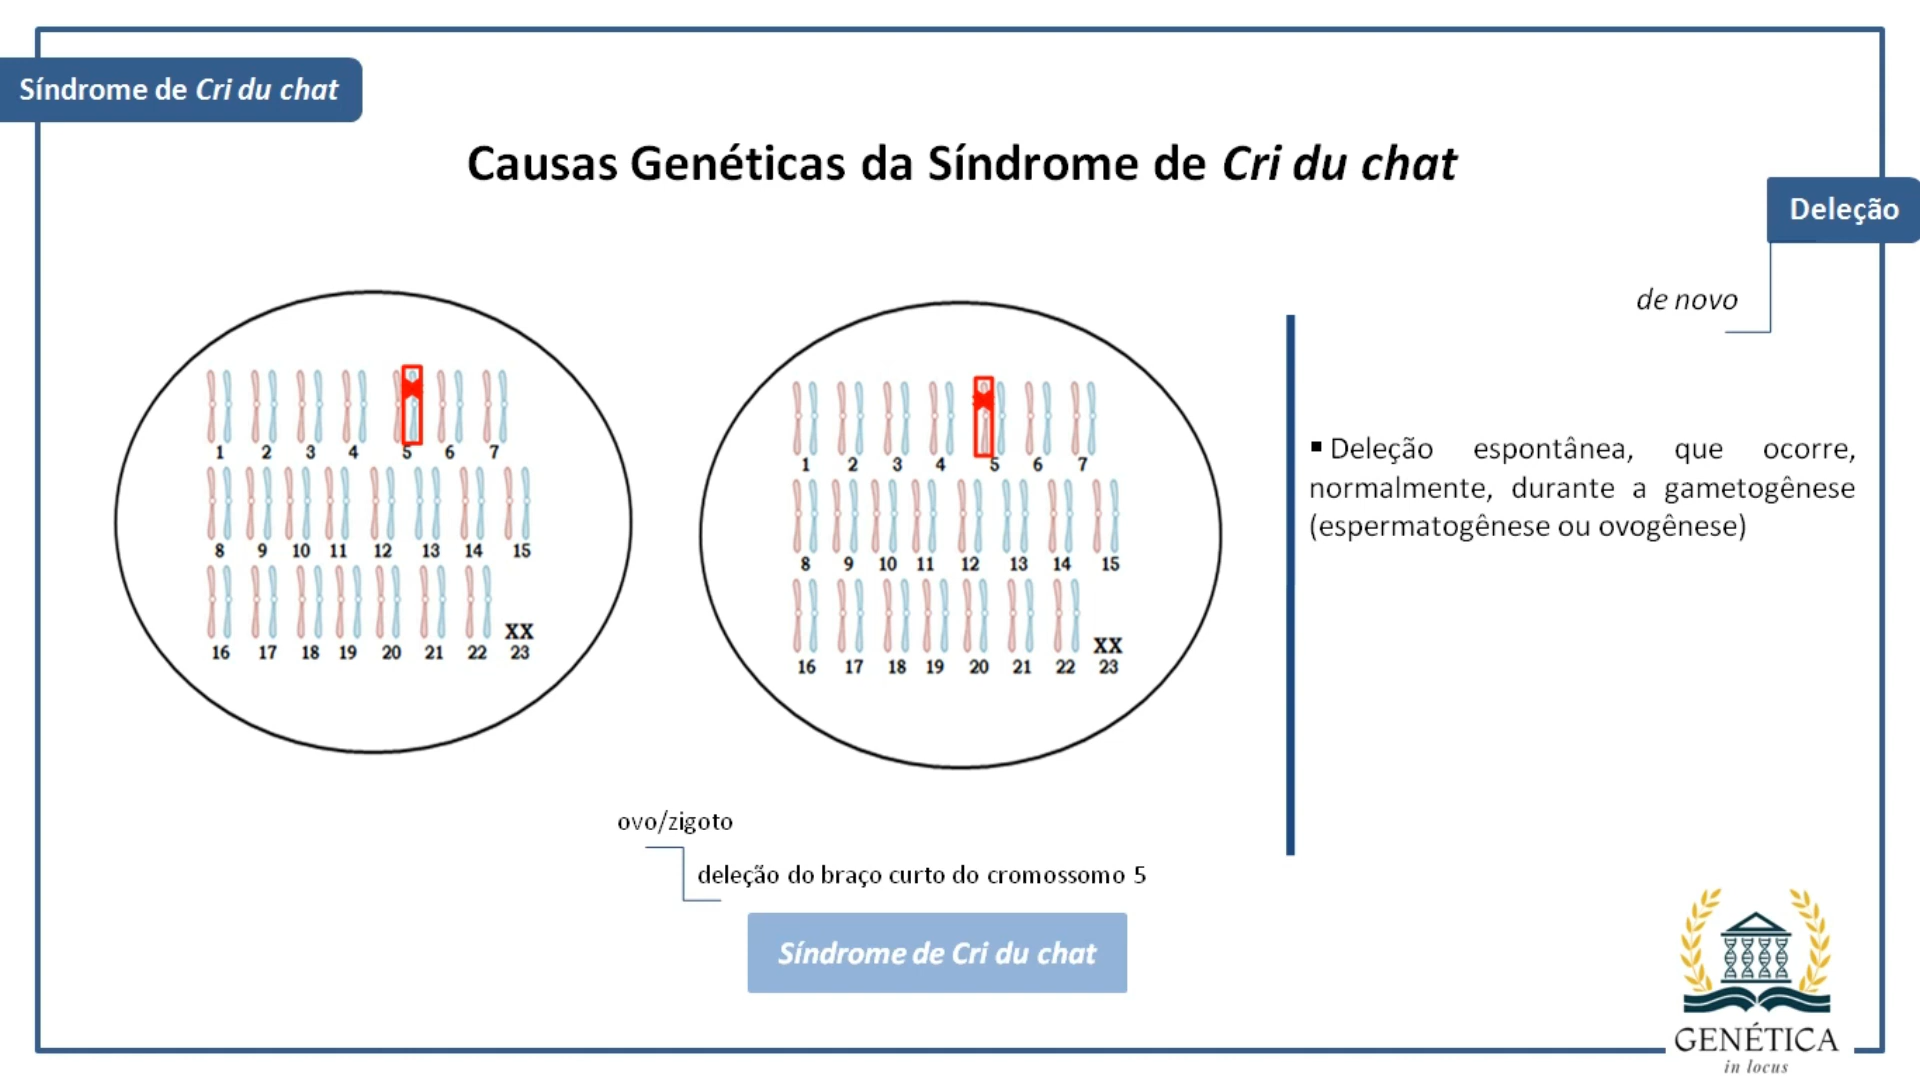 Síndrome de Cri du chat
Causas Genéticas da Síndrome de Cri du chat
Deleção
de novo
1 2 3 4 5 6 7
8 9 10 11 12 13 14 15
XX
16 17 18 19 20 21 22 23
1 2 3 4 5 6 7
8 9 10 11 12 13 14 15
XX
16 17 18 19 20 21 22 23
▪ Deleção espontânea, que ocorre,
normalmente, durante a gametogênese
(espermatogênese ou ovogênese)
ovo/zigoto
deleção do braço curto do cromossomo 5
Síndrome de Cri du chat
GENÉTICA
in locus